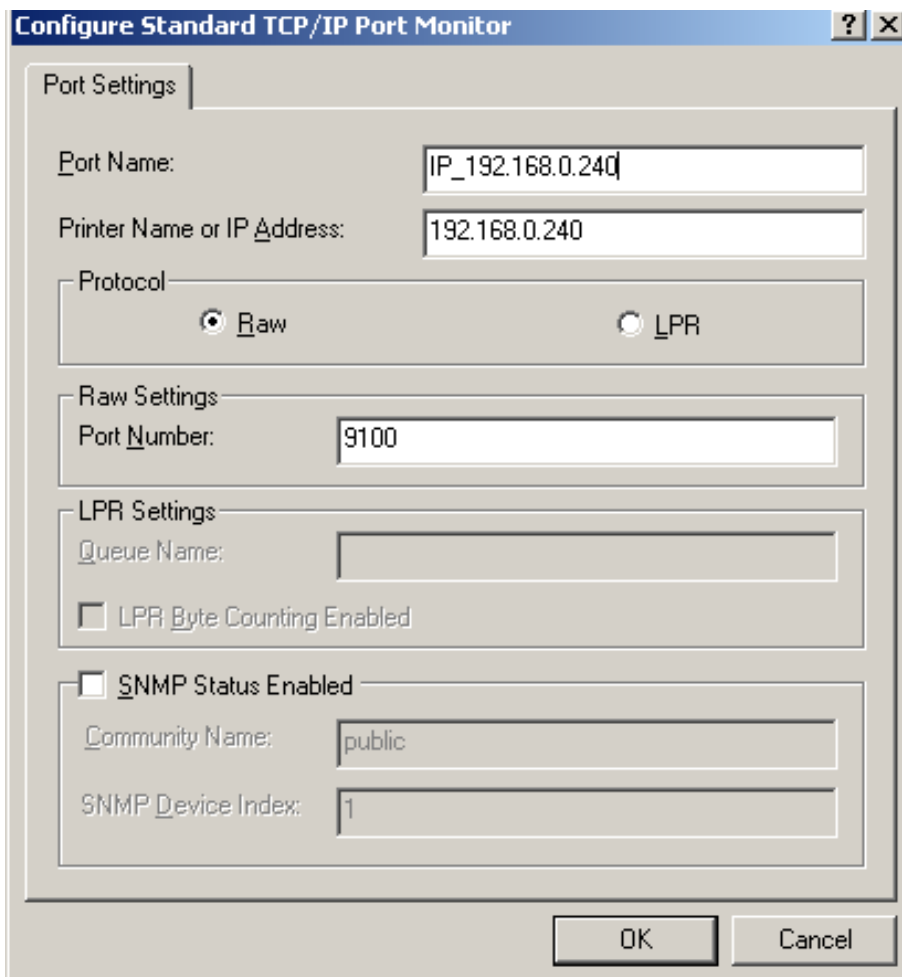 Configure Standard TCP/IP Port Monitor
Port Settings
Port Name: IP_192.168.0.240
Printer Name or IP Address: 192.168.0.240
Protocol
Raw LPR
Raw Settings
Port Number: 9100
LPR Settings
Queue Name:
LPR Byte Counting Enabled
SNMP Status Enabled
Community Name: public
SNMP Device Index: 1
OK Cancel